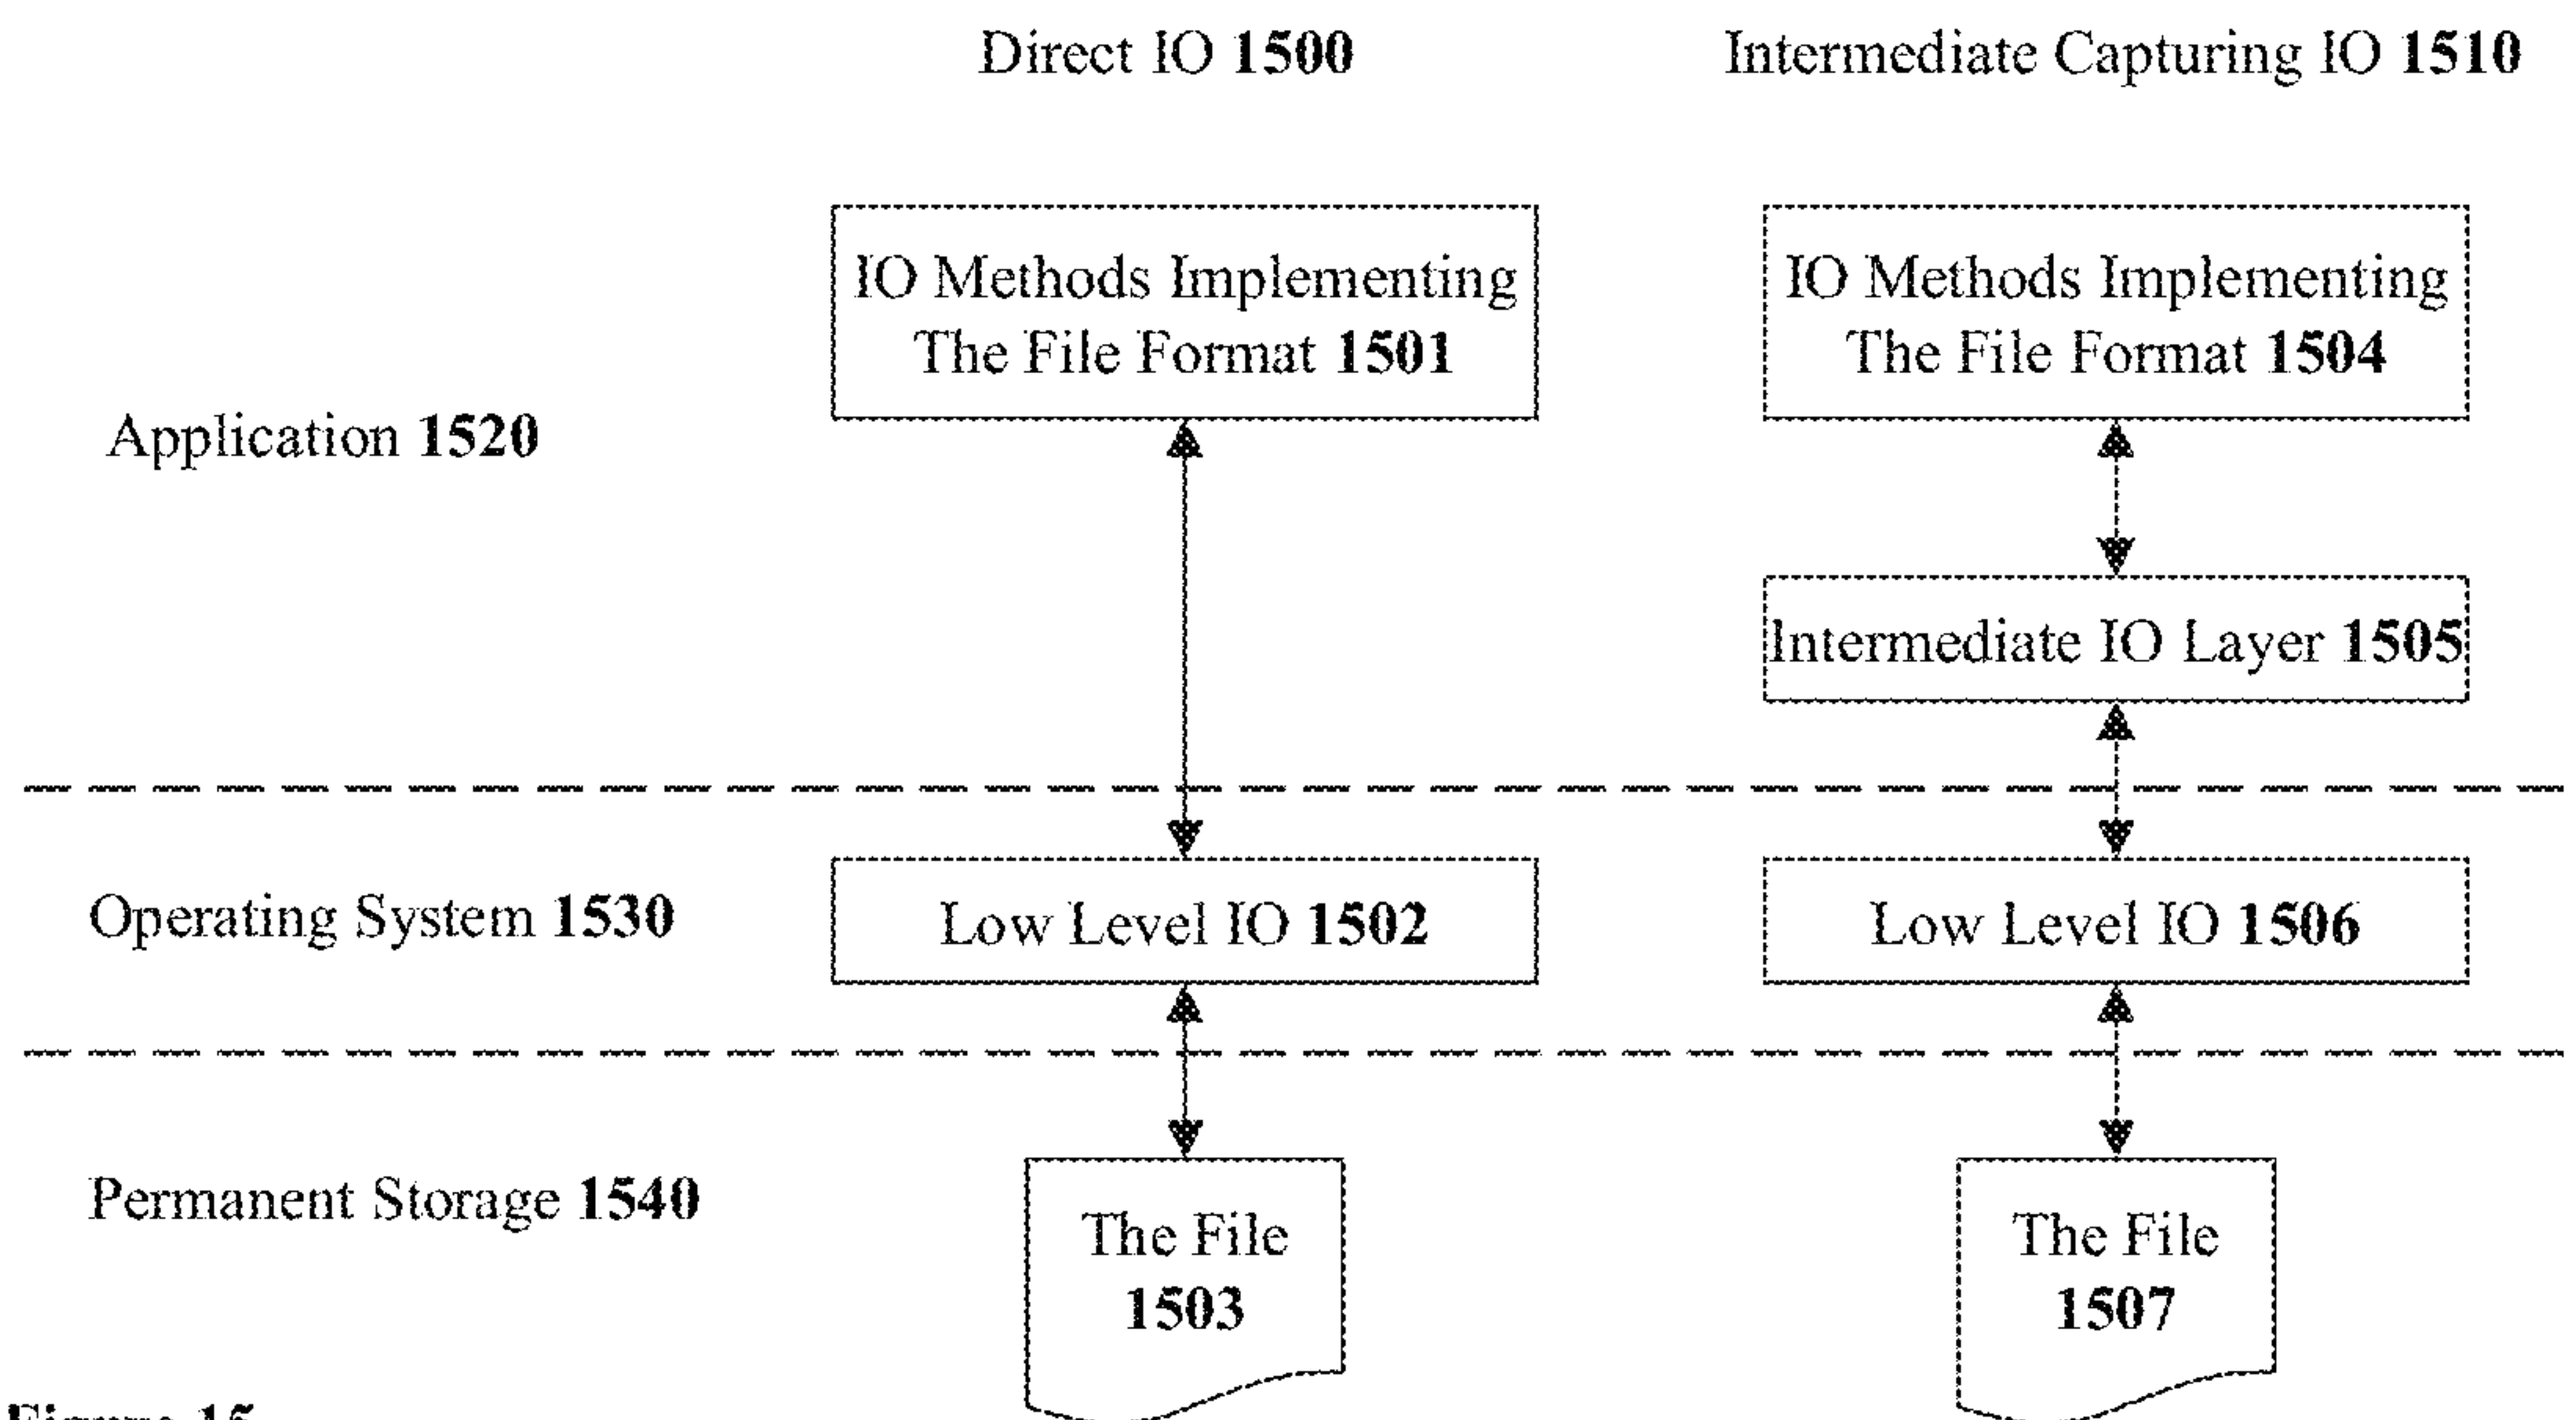 Direct IO 1500
Intermediate Capturing IO 1510
IO Methods Implementing
The File Format 1501
IO Methods Implementing
The File Format 1504
Application 1520
Intermediate IO Layer 1505
Operating System 1530
Low Level IO 1502
Low Level IO 1506
Permanent Storage 1540
The File
1503
The File
1507
Figure 15